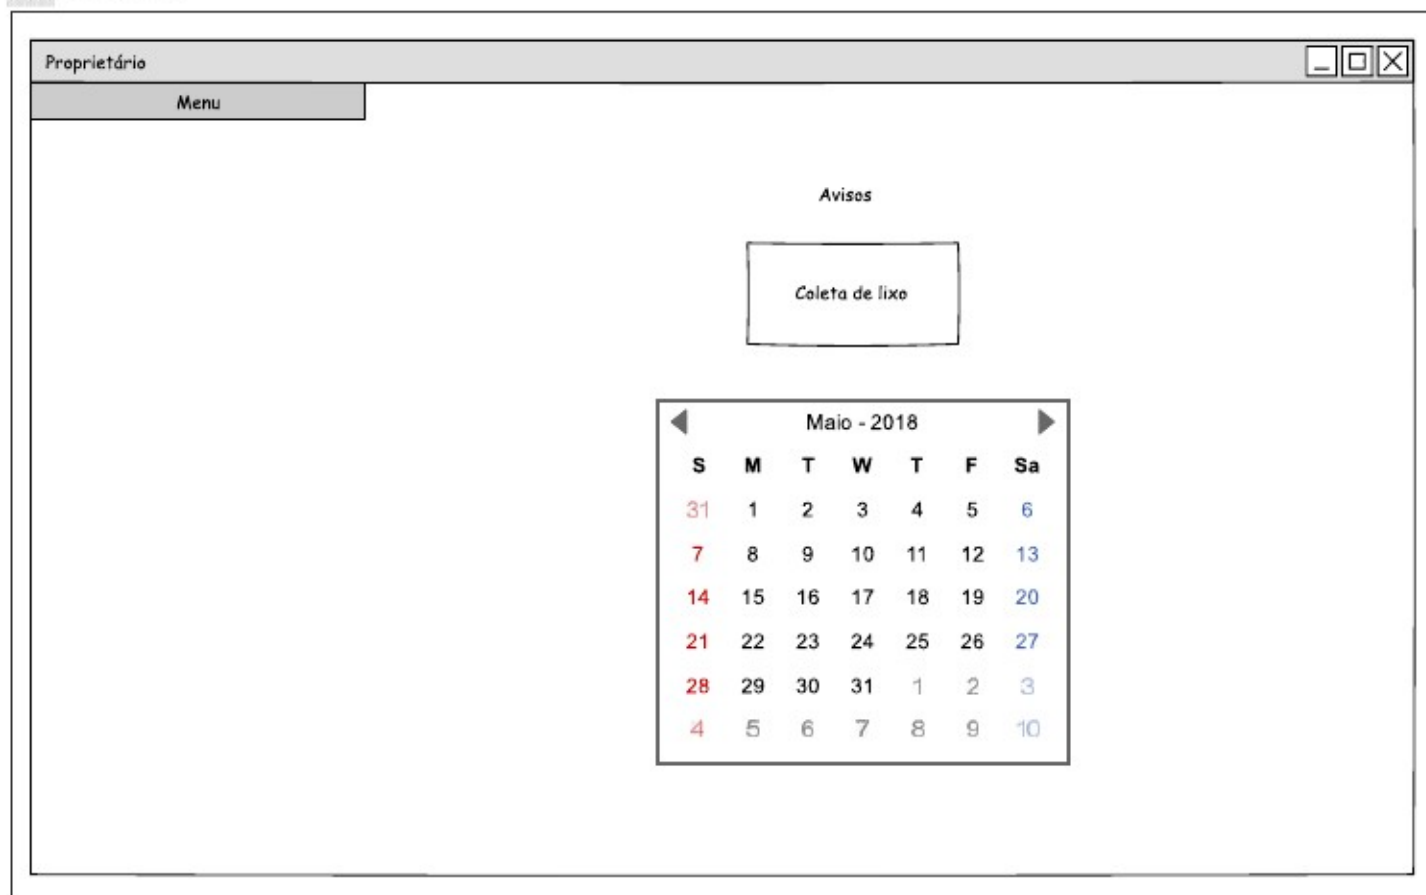 Proprietário
Menu
Avisos
Coleta de lixo
Maio - 2018
S M T W T F Sa
31 1 2 3 4 5 6
7 8 9 10 11 12 13
14 15 16 17 18 19 20
21 22 23 24 25 26 27
28 29 30 31 1 2 3
4 5 6 7 8 9 10